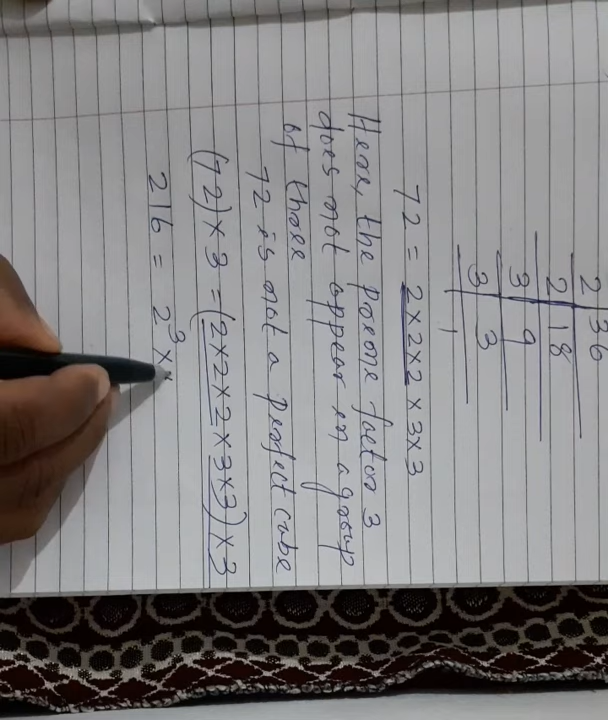 2 | 36
2 | 18
3 | 9
3 | 3
1
72 = 2×2×2 × 3×3
Here, the prime factor 3
does not appear in a group
of three
72 is not a perfect cube
(72) × 3 = (2×2×2×3×3) × 3
216 = 2³ ×